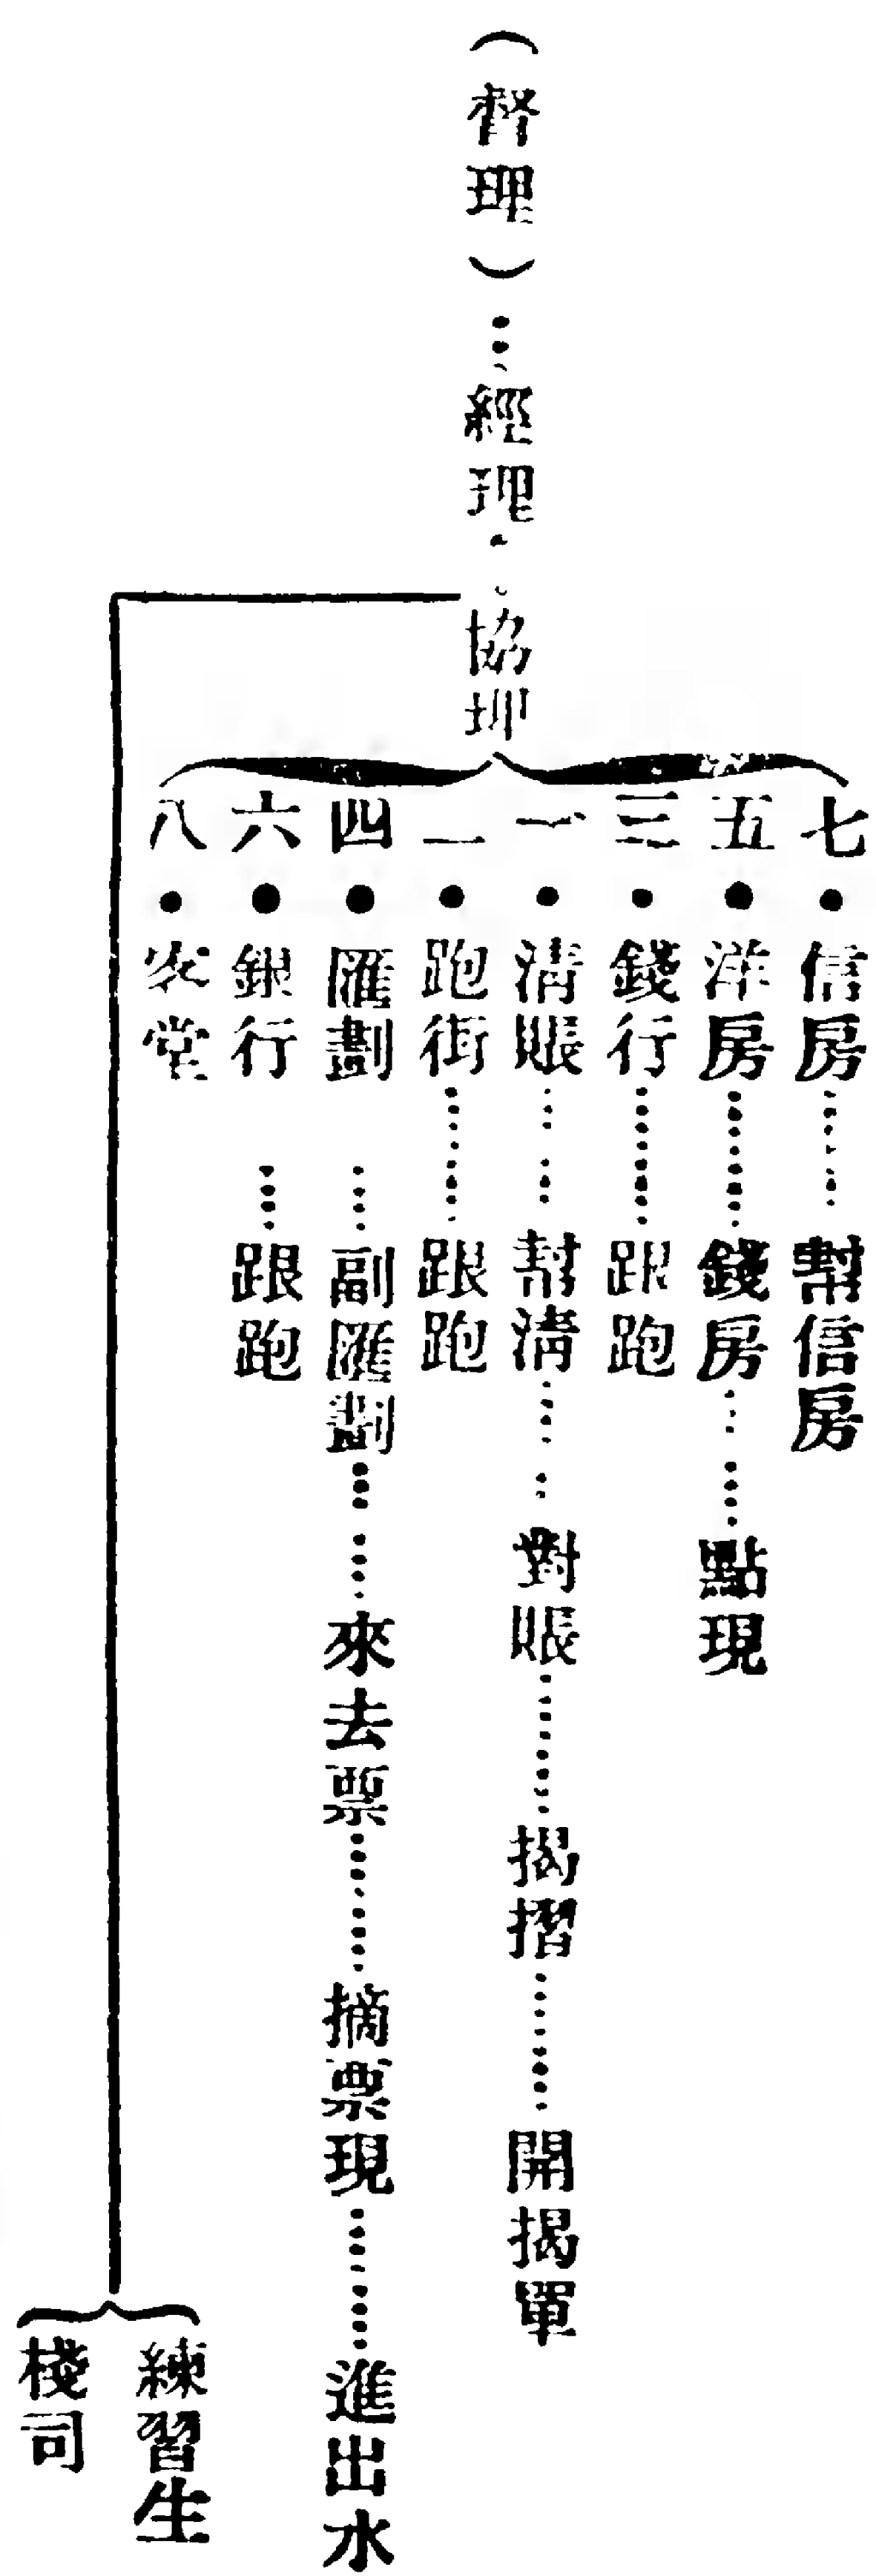 （督理）…經理…協理
七●信房……幫信房
五●洋房……錢房……點現
三●錢行……跟跑
一●清賬……幫清……對賬……揭摺……開揭單
二●跑街……跟跑
四●匯劃……副匯劃……來去票……摘票現……進出水
六●銀行……跟跑
八●客堂
練習生
棧司